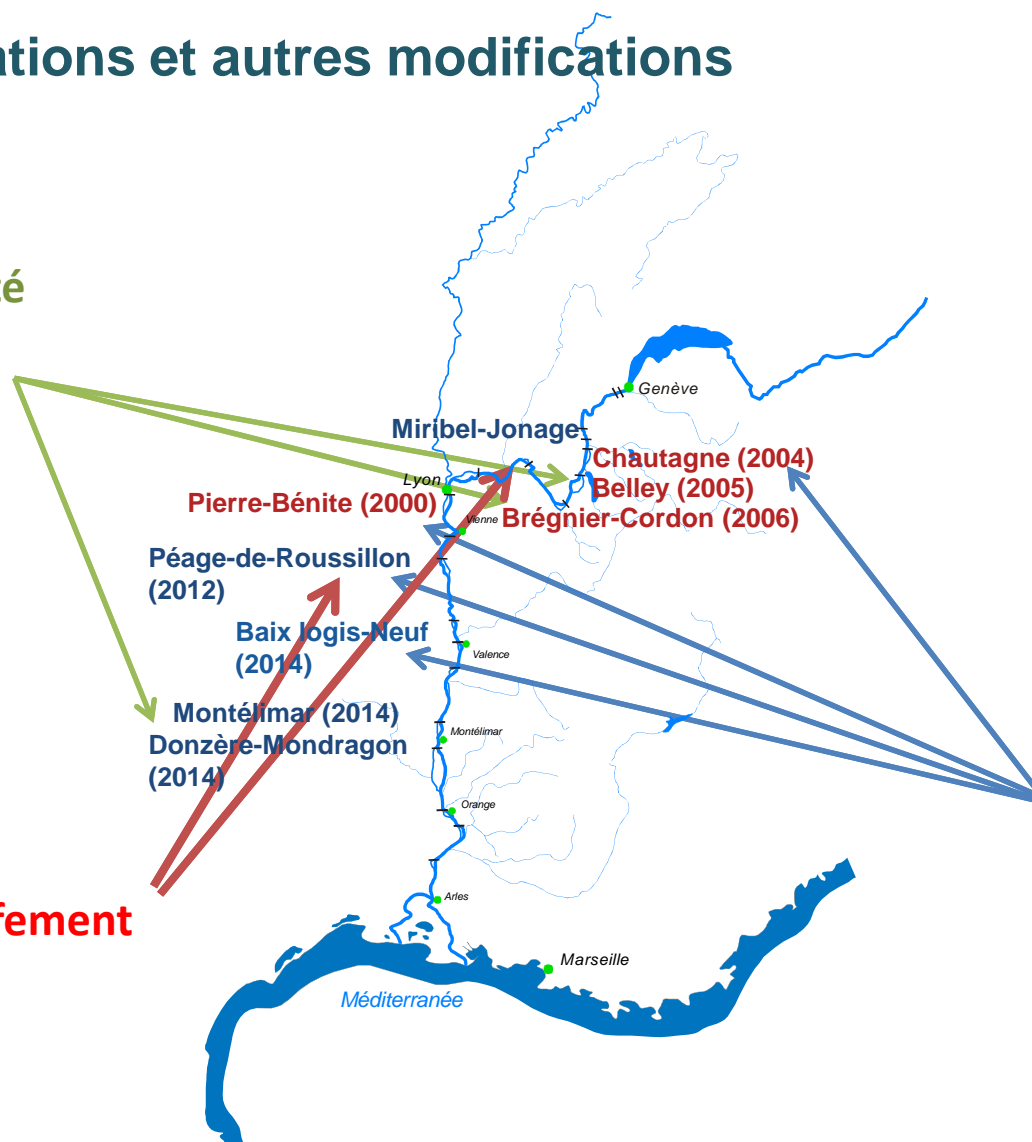 ations et autres modifications
té
Genève
Miribel-Jonage
Chautagne (2004)
Lyon
Belley (2005)
Pierre-Bénite (2000)
Brégnier-Cordon (2006)
Vienne
Péage-de-Roussillon
(2012)
Baix logis-Neuf
(2014)
Valence
Montélimar (2014)
Montélimar
Donzère-Mondragon
(2014)
Orange
Arles
fement
Marseille
Méditerranée